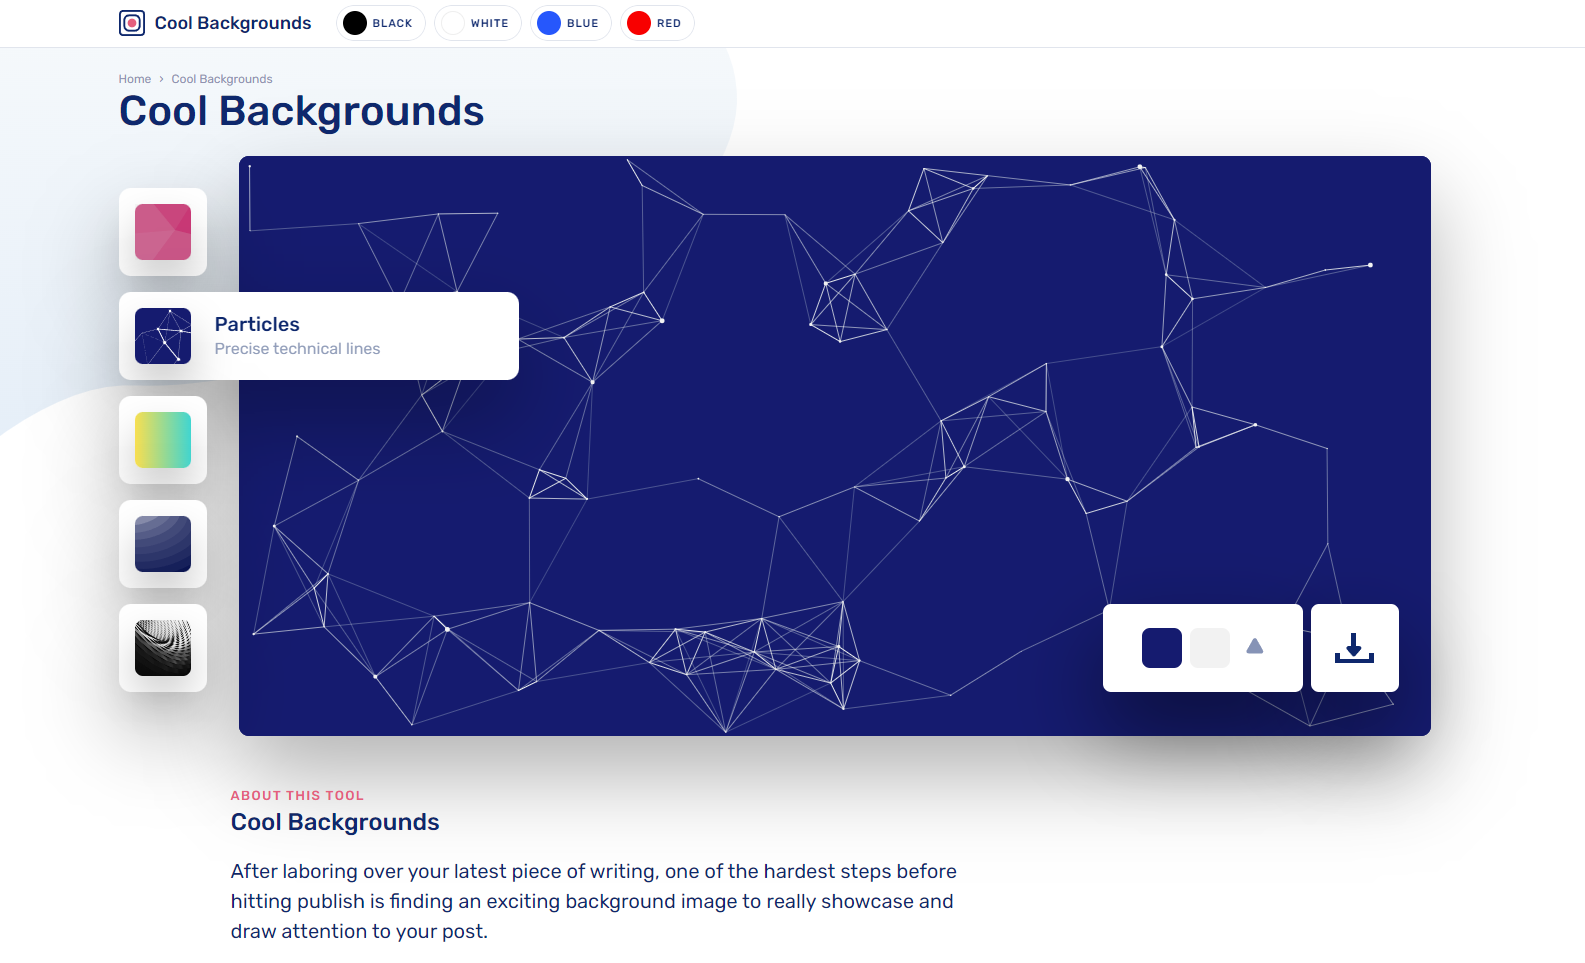 Cool Backgrounds
BLACK
WHITE
BLUE
RED
Home › Cool Backgrounds
Cool Backgrounds
Particles
Precise technical lines
ABOUT THIS TOOL
Cool Backgrounds
After laboring over your latest piece of writing, one of the hardest steps before
hitting publish is finding an exciting background image to really showcase and
draw attention to your post.